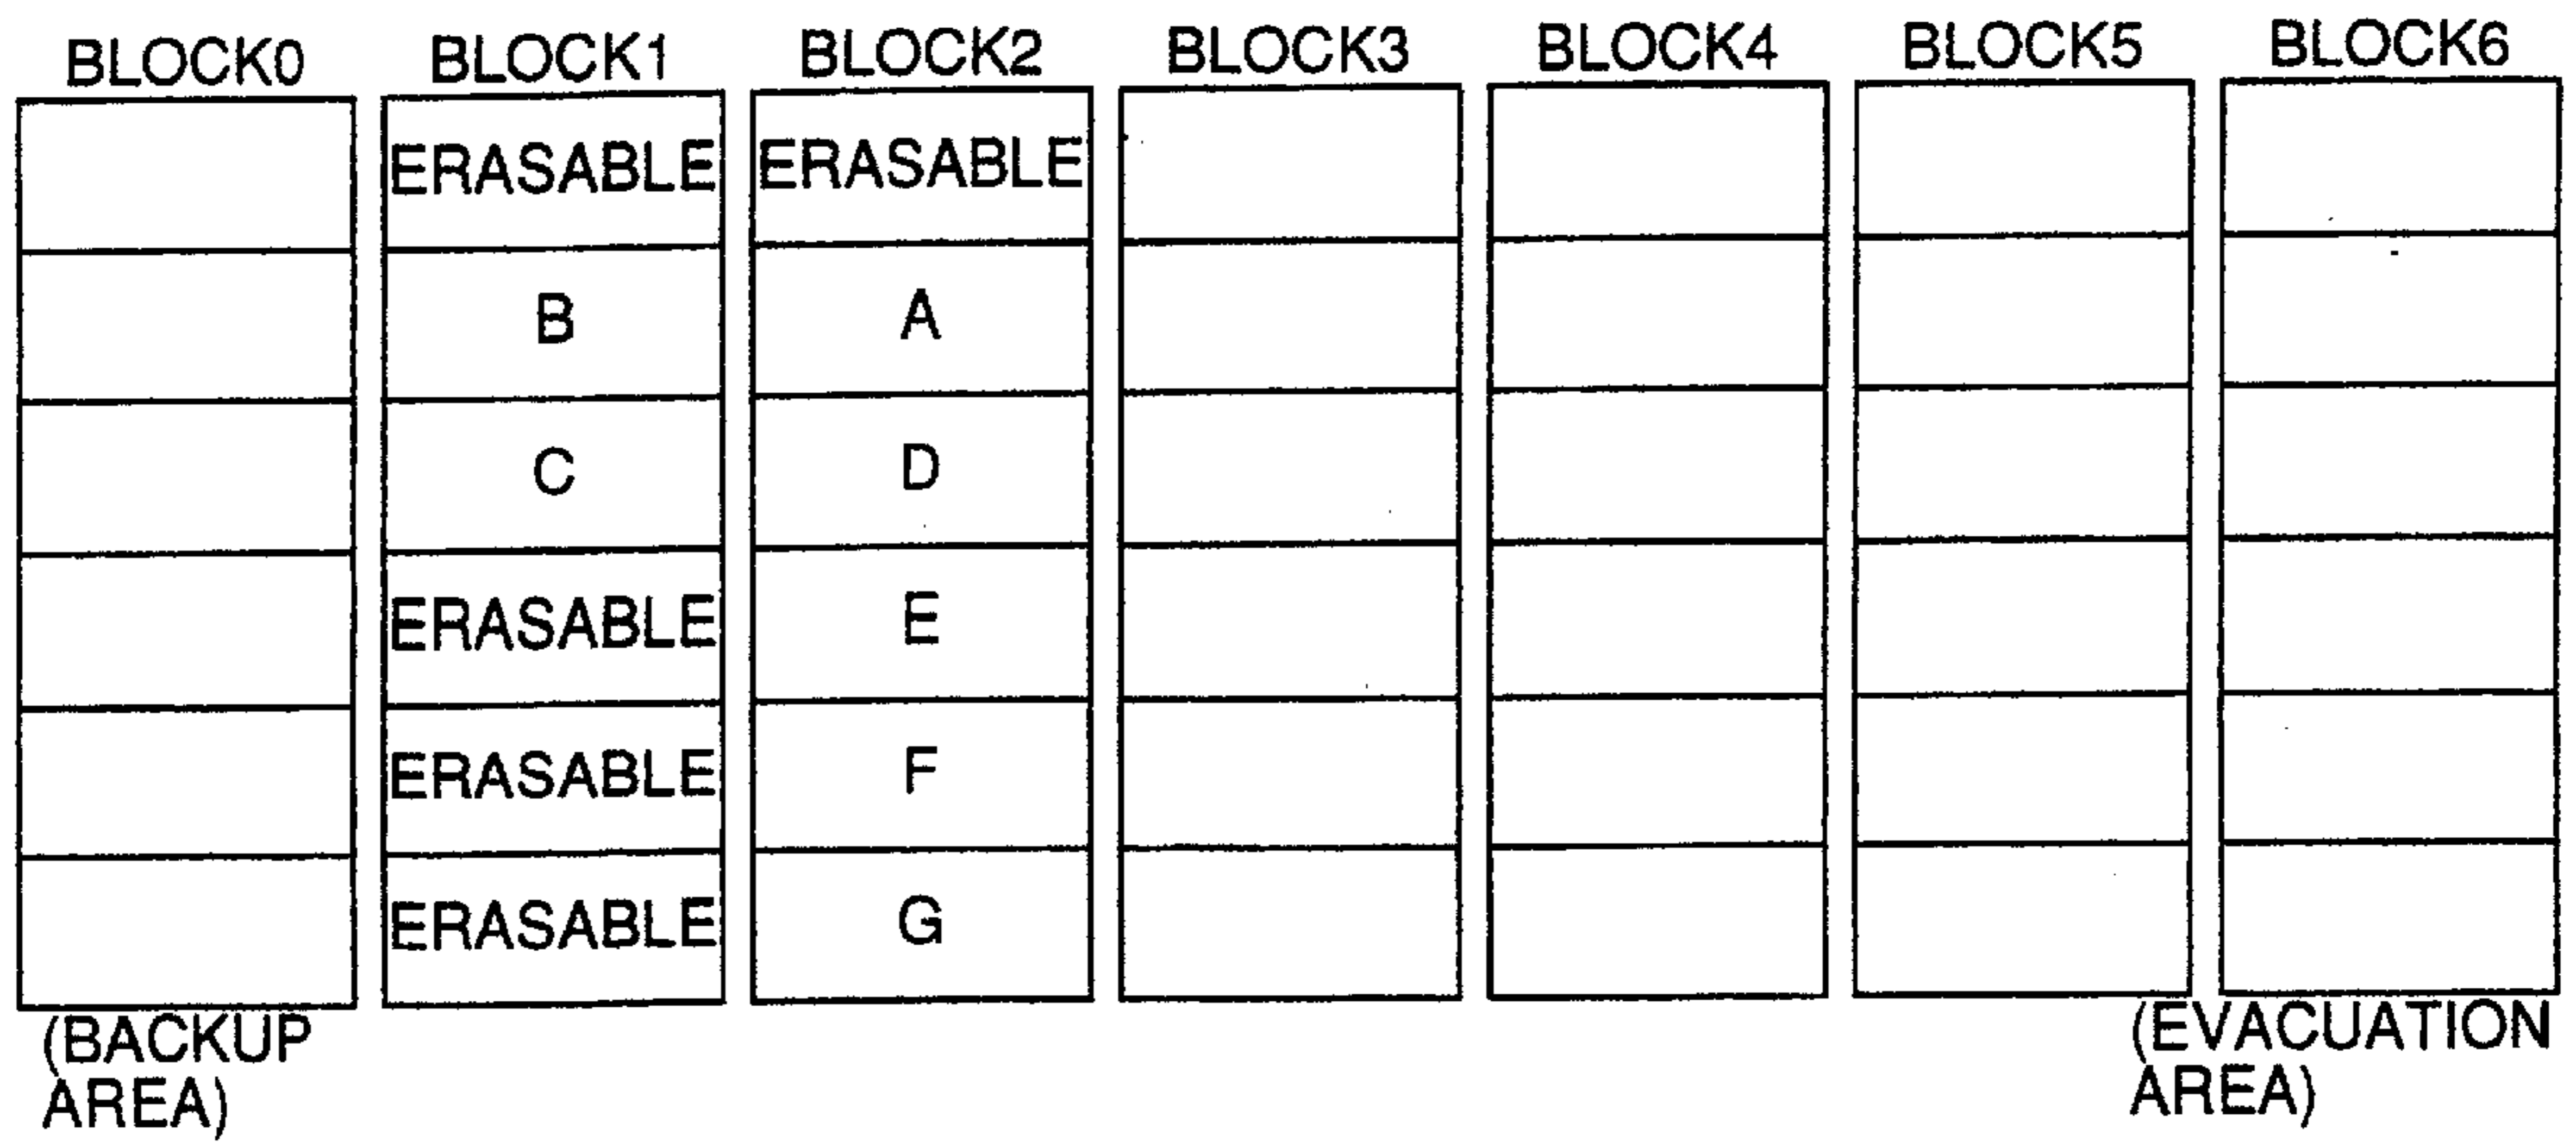 BLOCK0 BLOCK1 BLOCK2 BLOCK3 BLOCK4 BLOCK5 BLOCK6
ERASABLE ERASABLE
B A
C D
ERASABLE E
ERASABLE F
ERASABLE G
(BACKUP (EVACUATION
AREA) AREA)